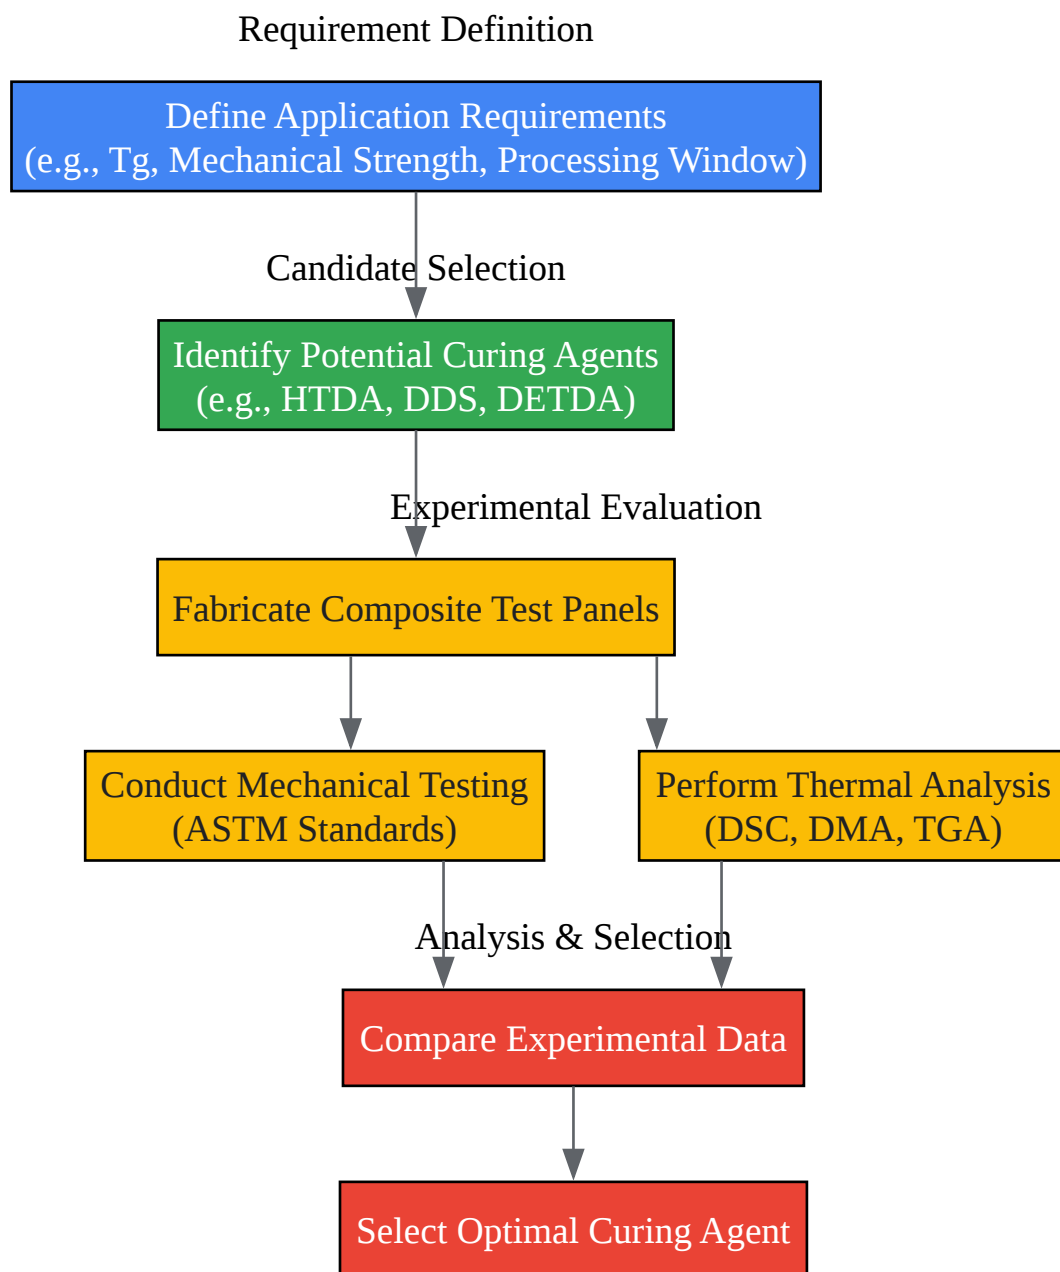 Requirement Definition
Define Application Requirements
(e.g., Tg, Mechanical Strength, Processing Window)
Candidate Selection
Identify Potential Curing Agents
(e.g., HTDA, DDS, DETDA)
Experimental Evaluation
Fabricate Composite Test Panels
Conduct Mechanical Testing
(ASTM Standards)
Perform Thermal Analysis
(DSC, DMA, TGA)
Analysis & Selection
Compare Experimental Data
Select Optimal Curing Agent